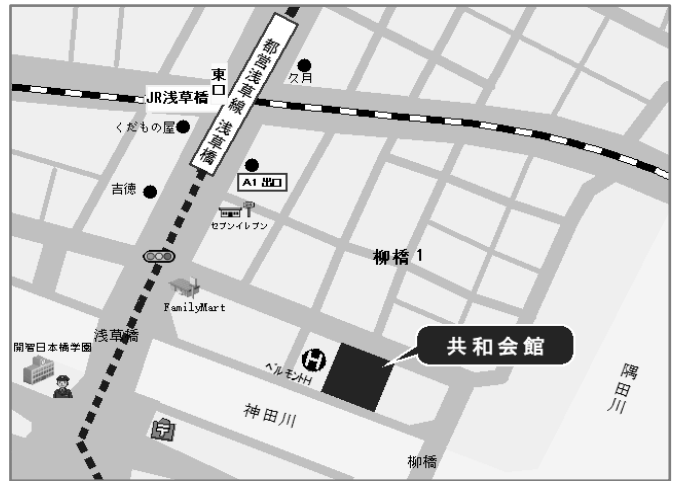 都営浅草線 浅草橋
東口
久月
JR浅草橋
くだもの屋
A1 出口
吉徳
セブンイレブン
柳橋 1
FamilyMart
浅草橋
共和会館
開智日本橋学園
H
ベルモントH
隅田川
神田川
〒
柳橋